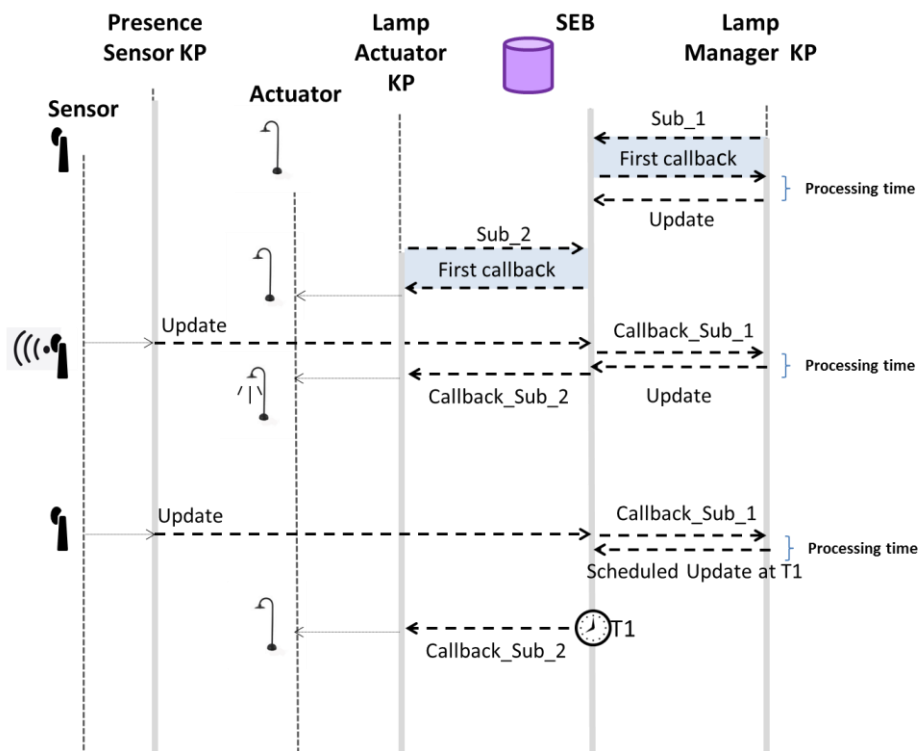 Presence
Sensor KP
Lamp
Actuator
KP
SEB
Lamp
Manager KP
Sensor
Actuator
Sub_1
First callback
Processing time
Update
Sub_2
First callback
Update
Callback_Sub_1
Processing time
Callback_Sub_2
Update
Update
Callback_Sub_1
Processing time
Scheduled Update at T1
T1
Callback_Sub_2